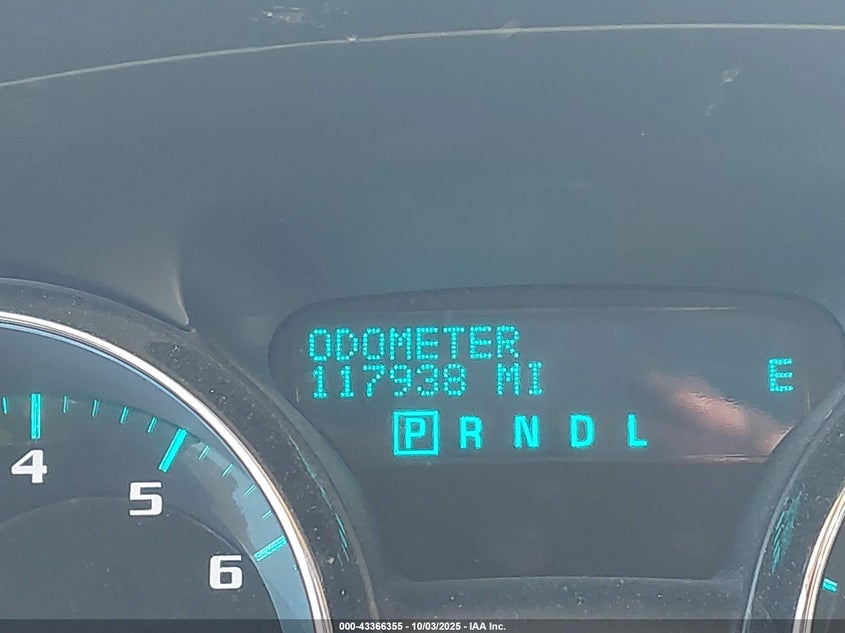 ODOMETER
117938 MI
E
P R N D L
4
5
6
000-43366355 - 10/03/2025 - IAA Inc.